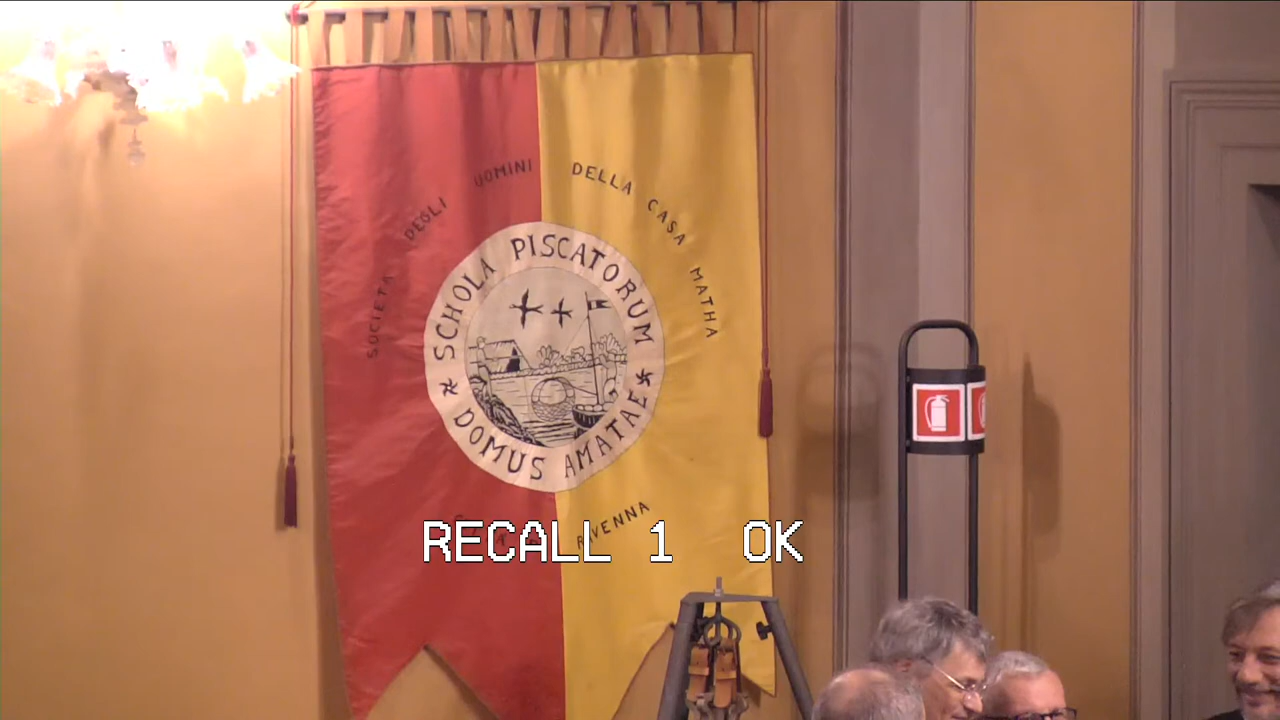 SOCIETA DEGLI UOMINI DELLA CASA MATHA
SCHOLA PISCATORUM
DOMUS AMATAE
RAVENNA
RECALL 1 OK